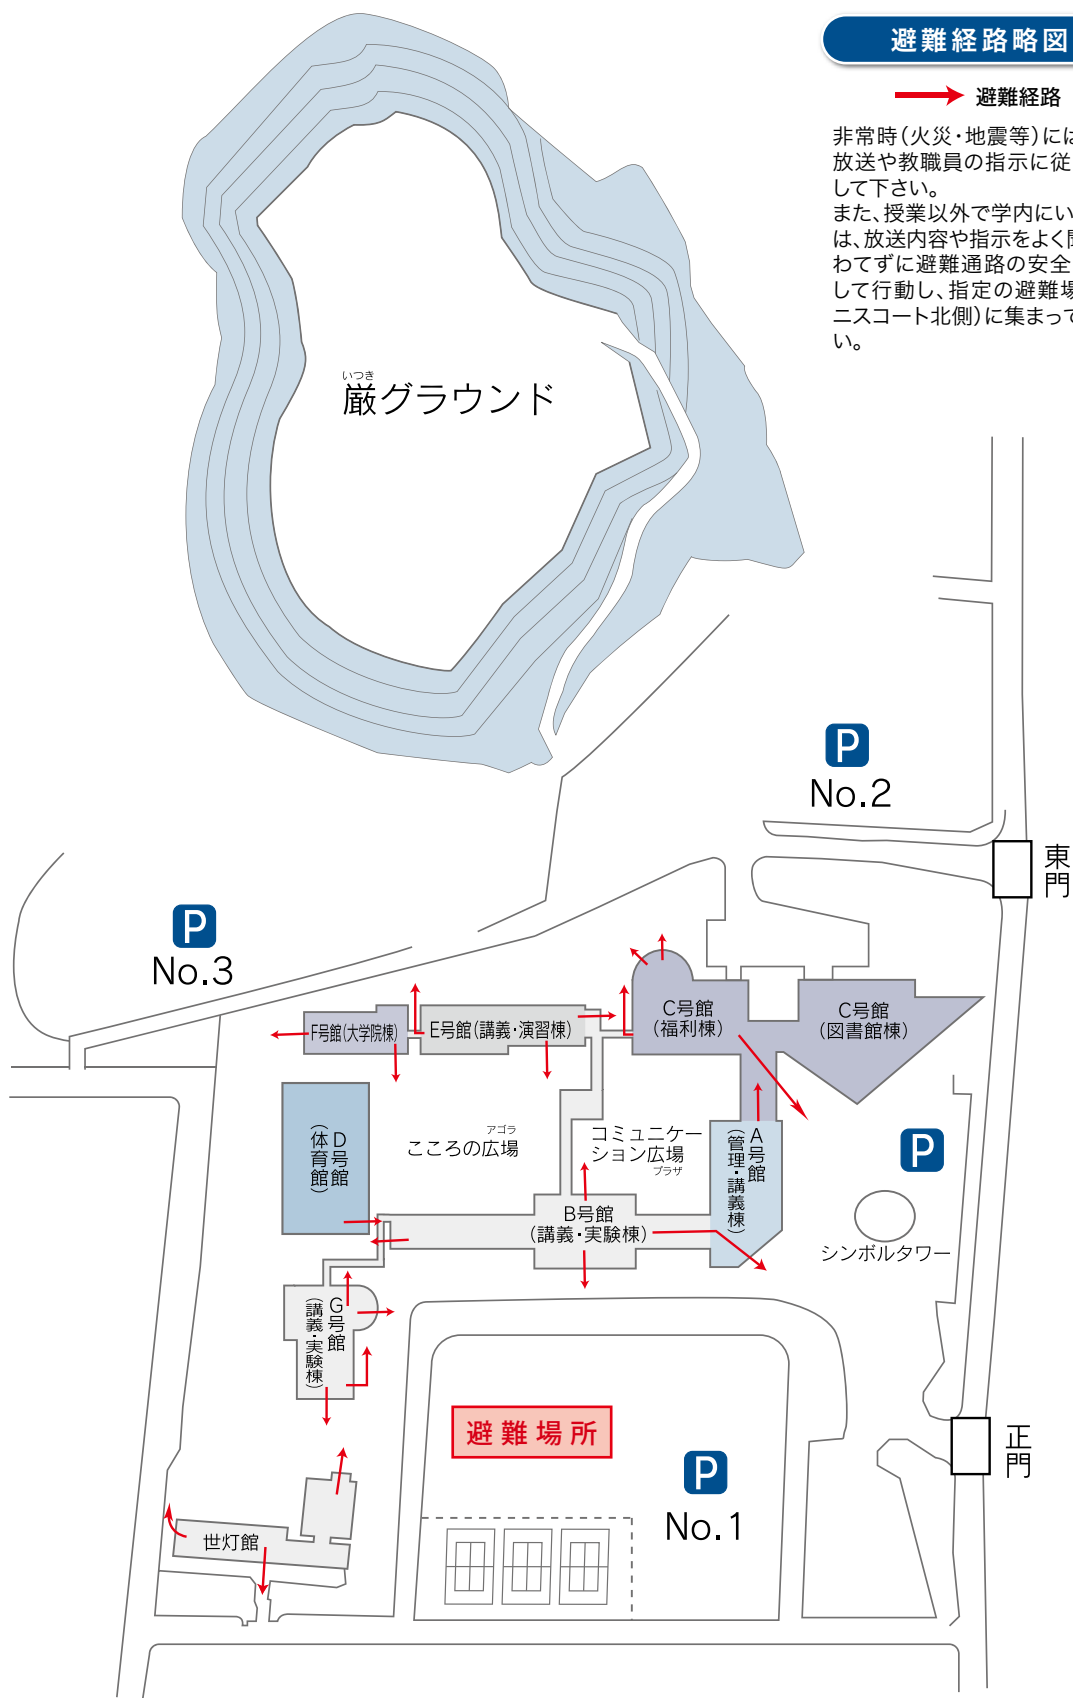 避難経路略図
避難経路
非常時(火災・地震等)には
放送や教職員の指示に従
して下さい。
また、授業以外で学内にい
は、放送内容や指示をよく
わてずに避難通路の安全
して行動し、指定の避難場
ニスコート北側)に集まって
い。
いつき
厳グラウンド
P
No.2
東門
P
No.3
C号館
(福利棟)
C号館
(図書館棟)
F号館(大学院棟)
E号館(講義・演習棟)
D号館
(体育館)
アゴラ
こころの広場
コミュニケー
ション広場
プラザ
A号館
(管理・講義棟)
P
B号館
(講義・実験棟)
シンボルタワー
G号館
(講義・実験棟)
避難場所
正門
P
No.1
世灯館